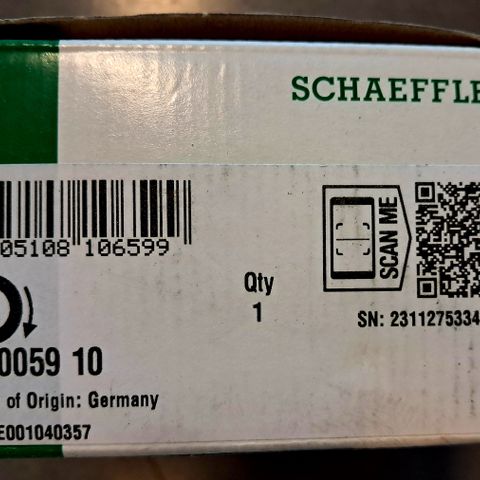 SCHAEFFLE
05108 106599
SCAN ME
Qty
1
SN: 2311275334
0059 10
of Origin: Germany
E001040357